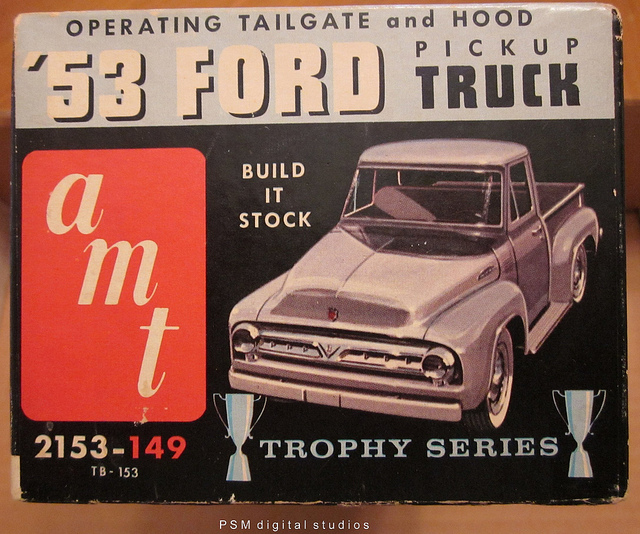 OPERATING TAILGATE and HOOD
'53 FORD
PICKUP
TRUCK
amt
BUILD
IT
STOCK
2153-149
TB-153
TROPHY SERIES
PSM digital studios